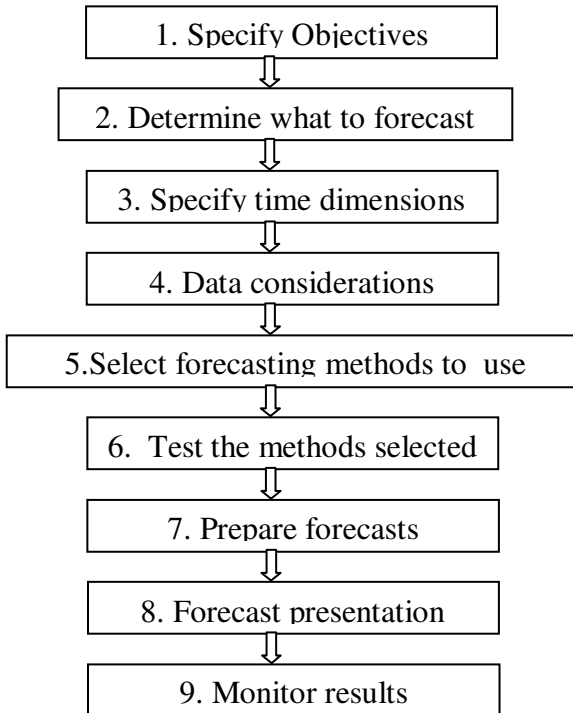 1. Specify Objectives
2. Determine what to forecast
3. Specify time dimensions
4. Data considerations
5.Select forecasting methods to use
6. Test the methods selected
7. Prepare forecasts
8. Forecast presentation
9. Monitor results